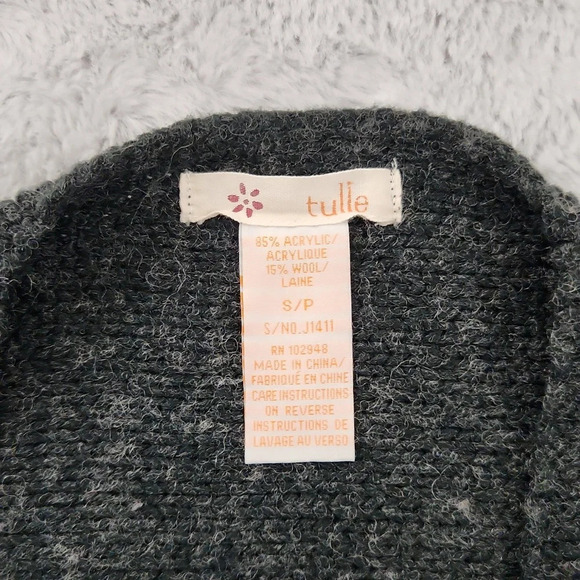 tulle
85% ACRYLIC/
ACRYLIQUE
15% WOOL/
LAINE
S/P
S/NO.J1411
RN 102948
MADE IN CHINA/
FABRIQUÉ EN CHINE
CARE INSTRUCTIONS
ON REVERSE
INSTRUCTIONS DE
LAVAGE AU VERSO